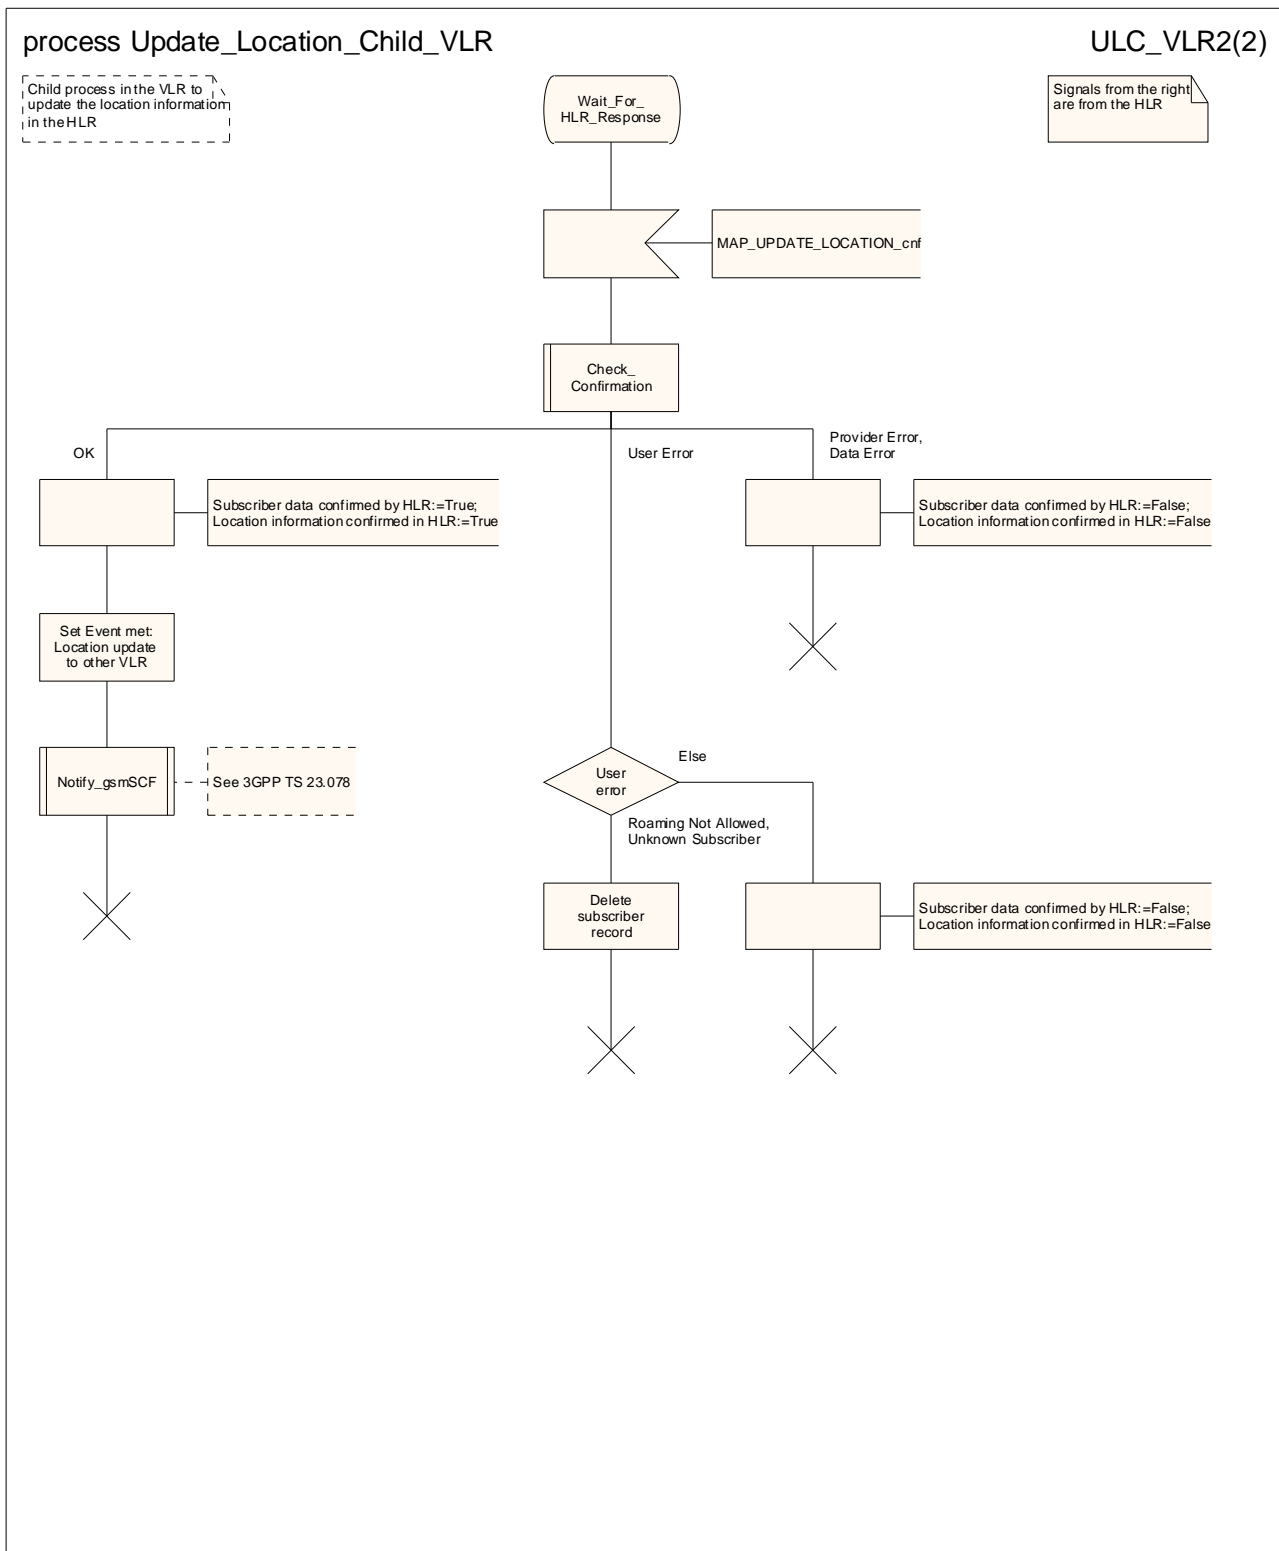 process Update_Location_Child_VLR
ULC_VLR2(2)
Child process in the VLR to
update the location information
in the HLR
Wait_For_
HLR_Response
Signals from the right
are from the HLR
MAP_UPDATE_LOCATION_cnf
Check_
Confirmation
OK
User Error
Provider Error,
Data Error
Subscriber data confirmed by HLR:=True;
Location information confirmed in HLR:=True
Subscriber data confirmed by HLR:=False;
Location information confirmed in HLR:=False
Set Event met:
Location update
to other VLR
Notify_gsmSCF
See 3GPP TS 23.078
User
error
Else
Roaming Not Allowed,
Unknown Subscriber
Delete
subscriber
record
Subscriber data confirmed by HLR:=False;
Location information confirmed in HLR:=False